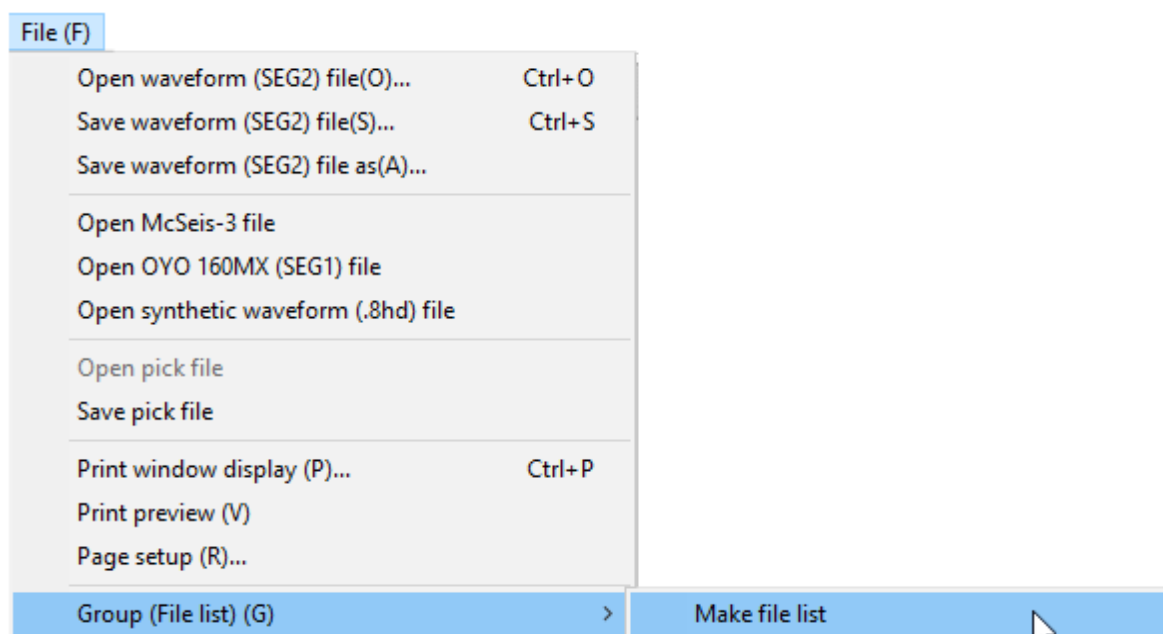 File (F)
Open waveform (SEG2) file(O)... Ctrl+O
Save waveform (SEG2) file(S)... Ctrl+S
Save waveform (SEG2) file as(A)...
Open McSeis-3 file
Open OYO 160MX (SEG1) file
Open synthetic waveform (.8hd) file
Open pick file
Save pick file
Print window display (P)... Ctrl+P
Print preview (V)
Page setup (R)...
Group (File list) (G) > Make file list